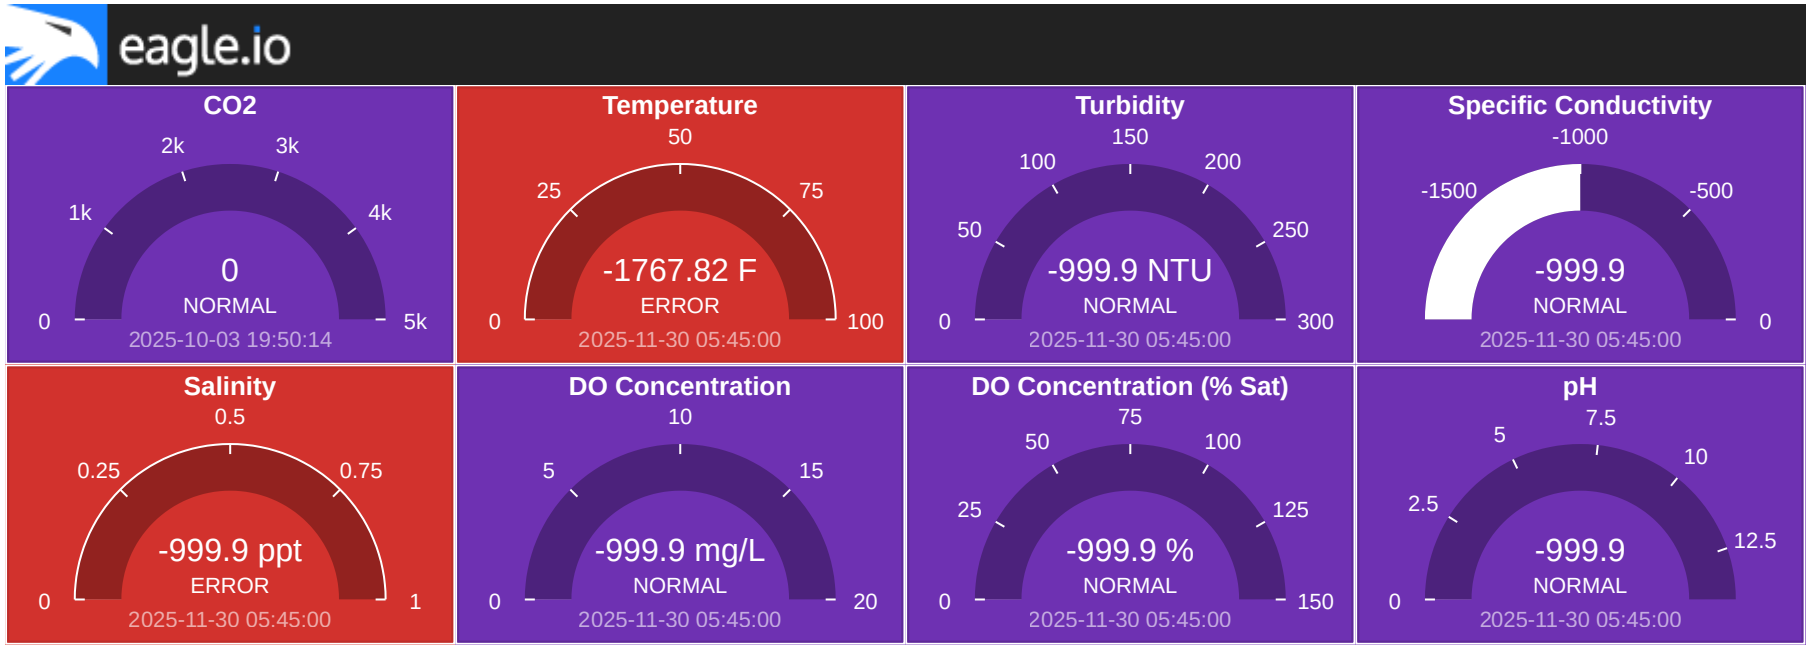 eagle.io
CO2
2k
3k
1k
4k
0
NORMAL
0
5k
2025-10-03 19:50:14
Temperature
50
25
75
-1767.82 F
ERROR
0
100
2025-11-30 05:45:00
Turbidity
150
100
200
50
250
-999.9 NTU
NORMAL
0
300
2025-11-30 05:45:00
Specific Conductivity
-1000
-1500
-500
-999.9
NORMAL
0
2025-11-30 05:45:00
Salinity
0.5
0.25
0.75
-999.9 ppt
ERROR
0
1
2025-11-30 05:45:00
DO Concentration
10
5
15
-999.9 mg/L
NORMAL
0
20
2025-11-30 05:45:00
DO Concentration (% Sat)
75
50
100
25
125
-999.9 %
NORMAL
0
150
2025-11-30 05:45:00
pH
7.5
5
10
2.5
12.5
-999.9
NORMAL
0
2025-11-30 05:45:00